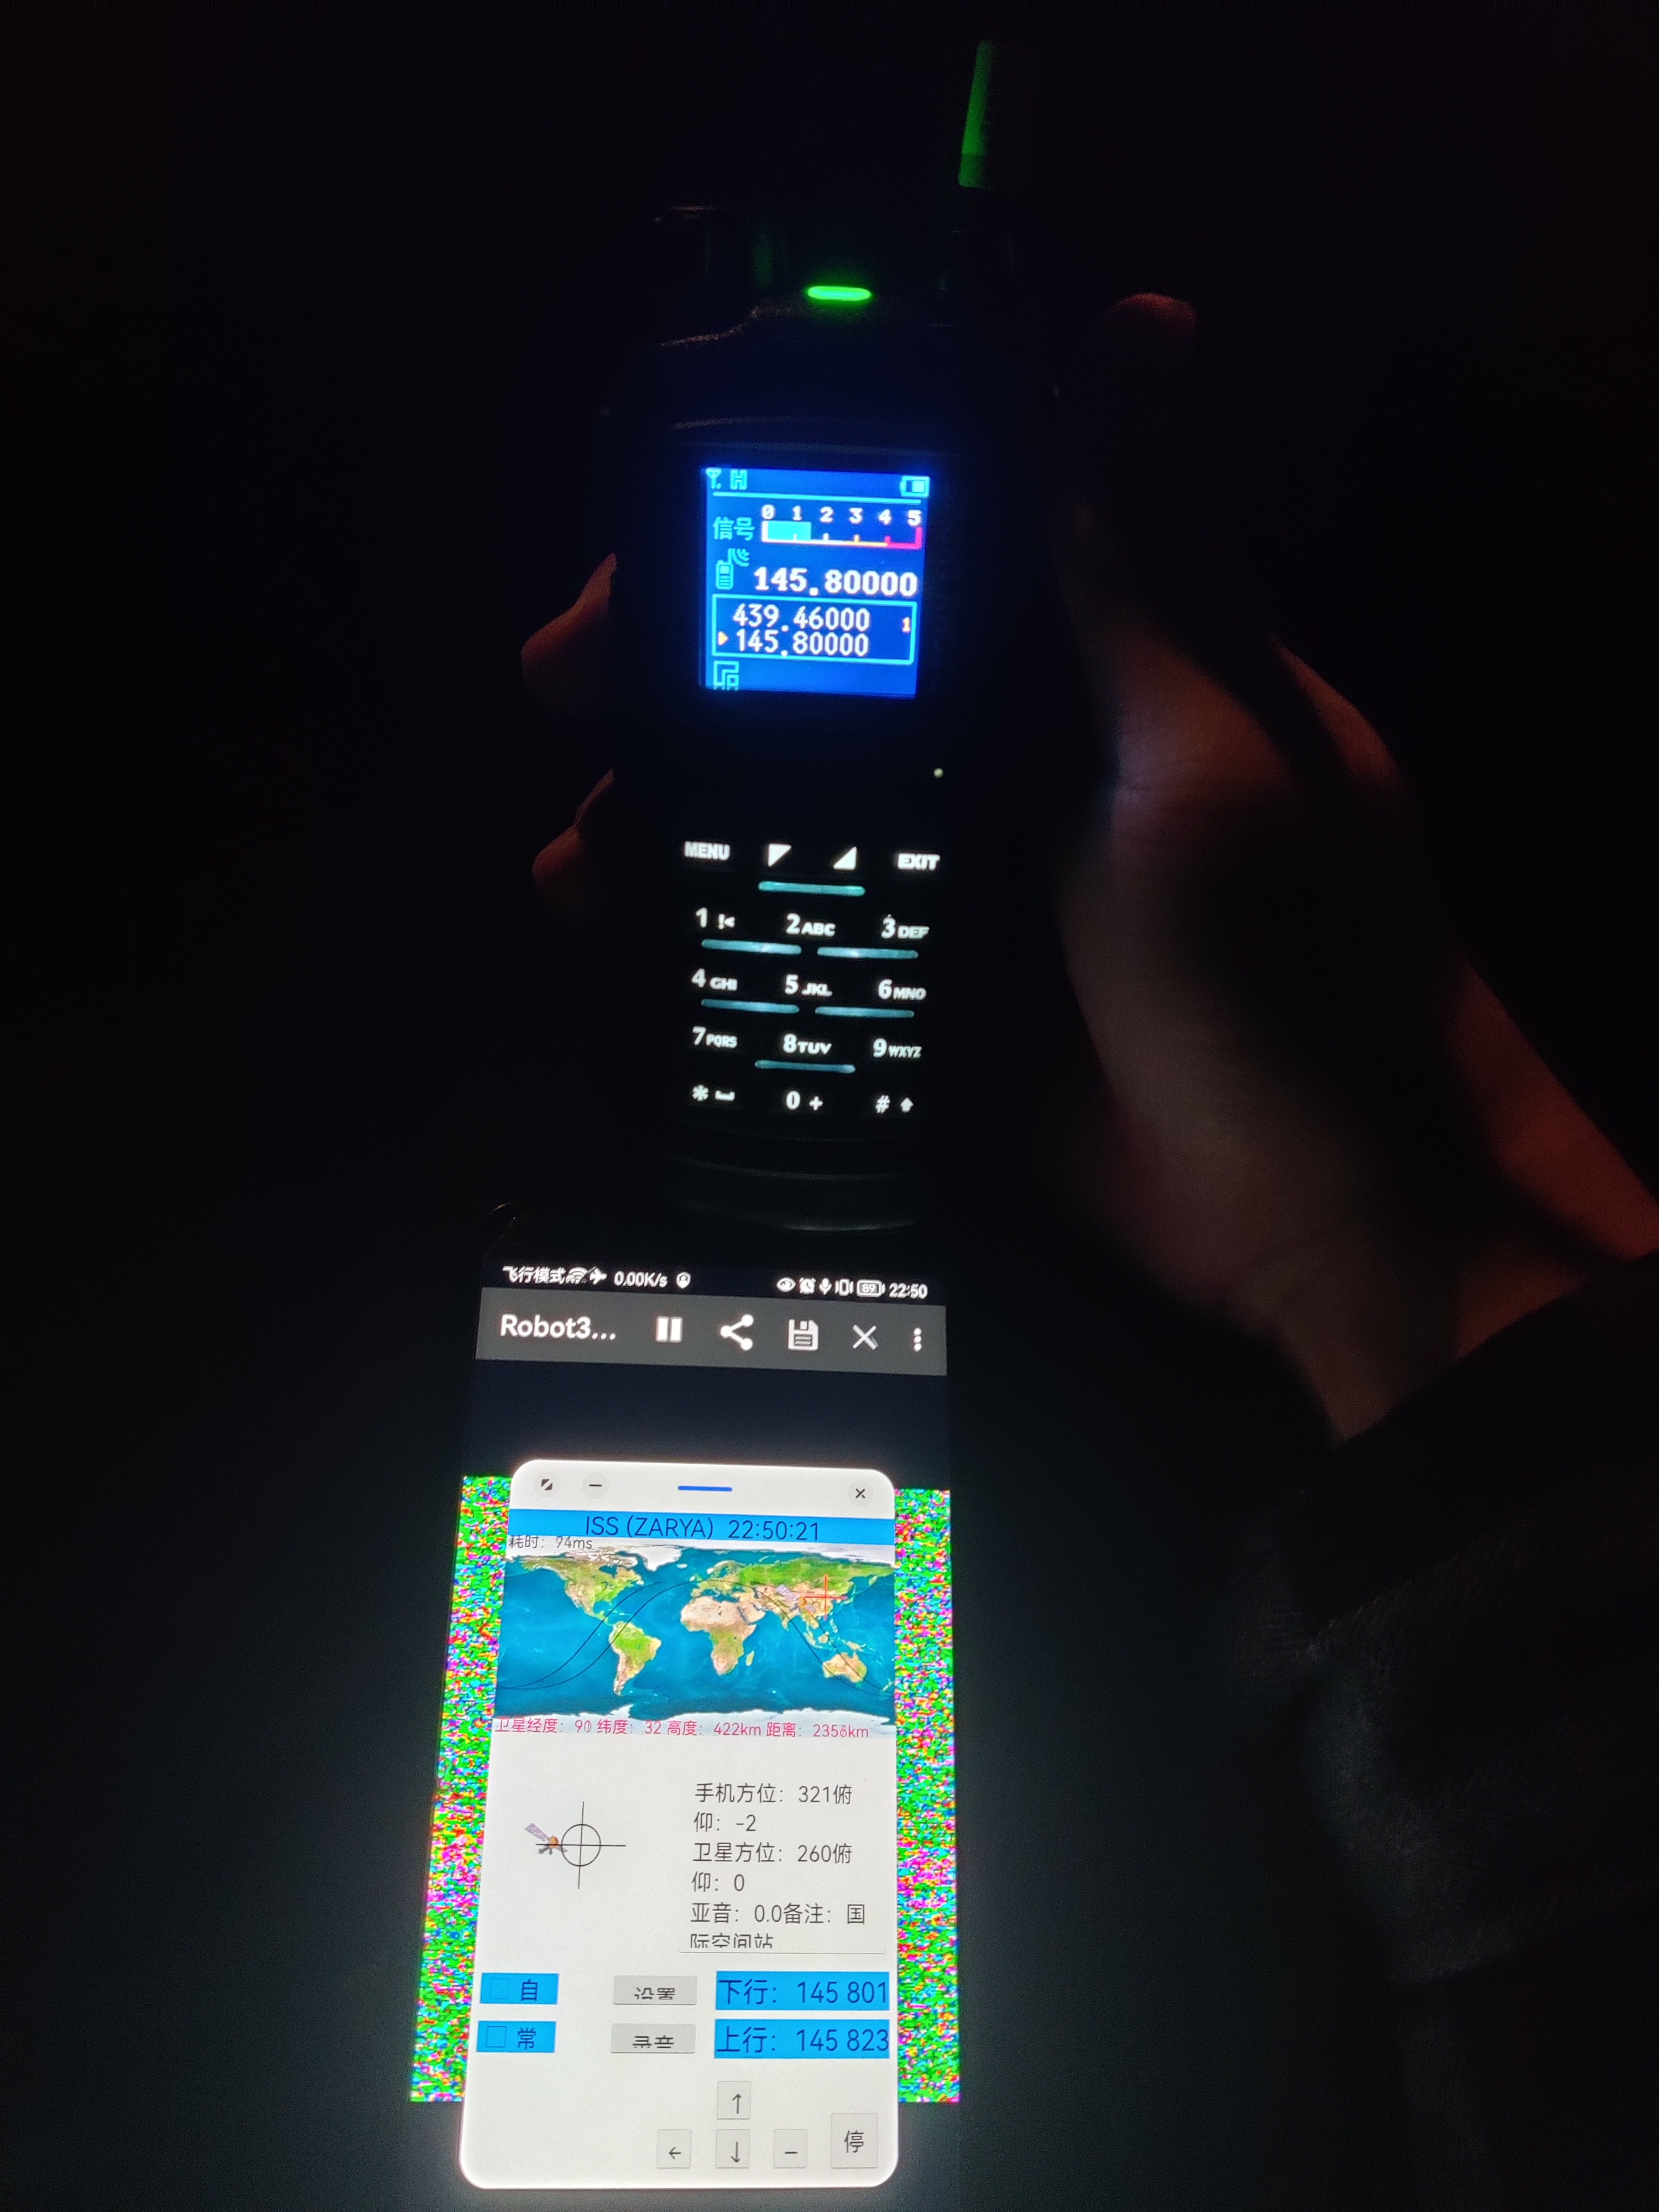 0 1 2 3 4 5
信号
145.80000
439.46000 1
145.80000
MENU EXIT
1 2 ABC 3 DEF
4 GHI 5 JKL 6 MNO
7 PQRS 8 TUV 9 WXYZ
* 0 + #
飞行模式 0.00K/s 89 22:50
Robot3...
ISS (ZARYA) 22:50:21
耗时：94ms
卫星经度：90 纬度：32 高度：422km 距离：2358km
手机方位：321俯
仰：-2
卫星方位：260俯
仰：0
亚音：0.0备注：国
际空间站
自 设置 下行：145 801
常 录音 上行：145 823
↑
← ↓ − 停